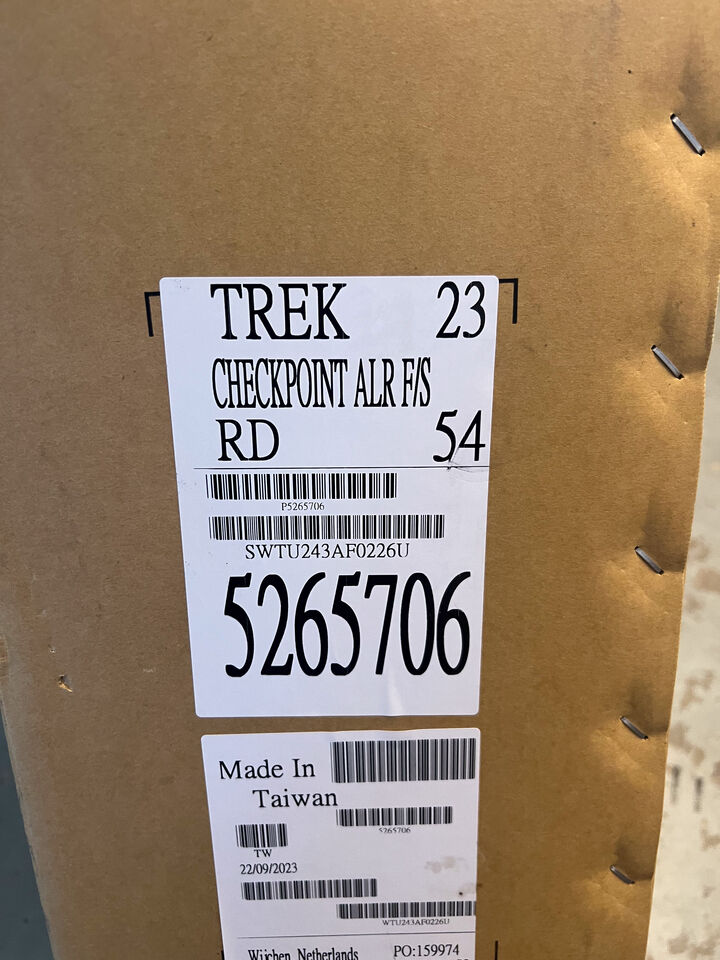 TREK 23
CHECKPOINT ALR F/S
RD 54
P5265706
SWTU243AF0226U
5265706
Made In
Taiwan
5265706
TW
22/09/2023
WTU243AF0226U
Wijchen, Netherlands PO:159974